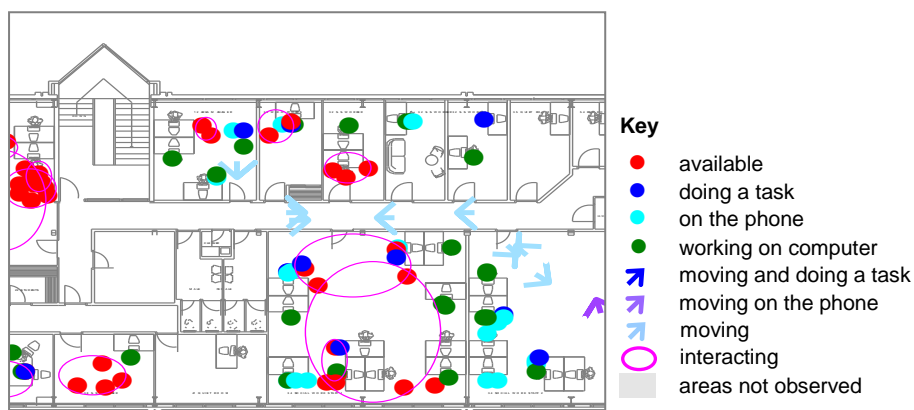 Key
available
doing a task
on the phone
working on computer
moving and doing a task
moving on the phone
moving
interacting
areas not observed